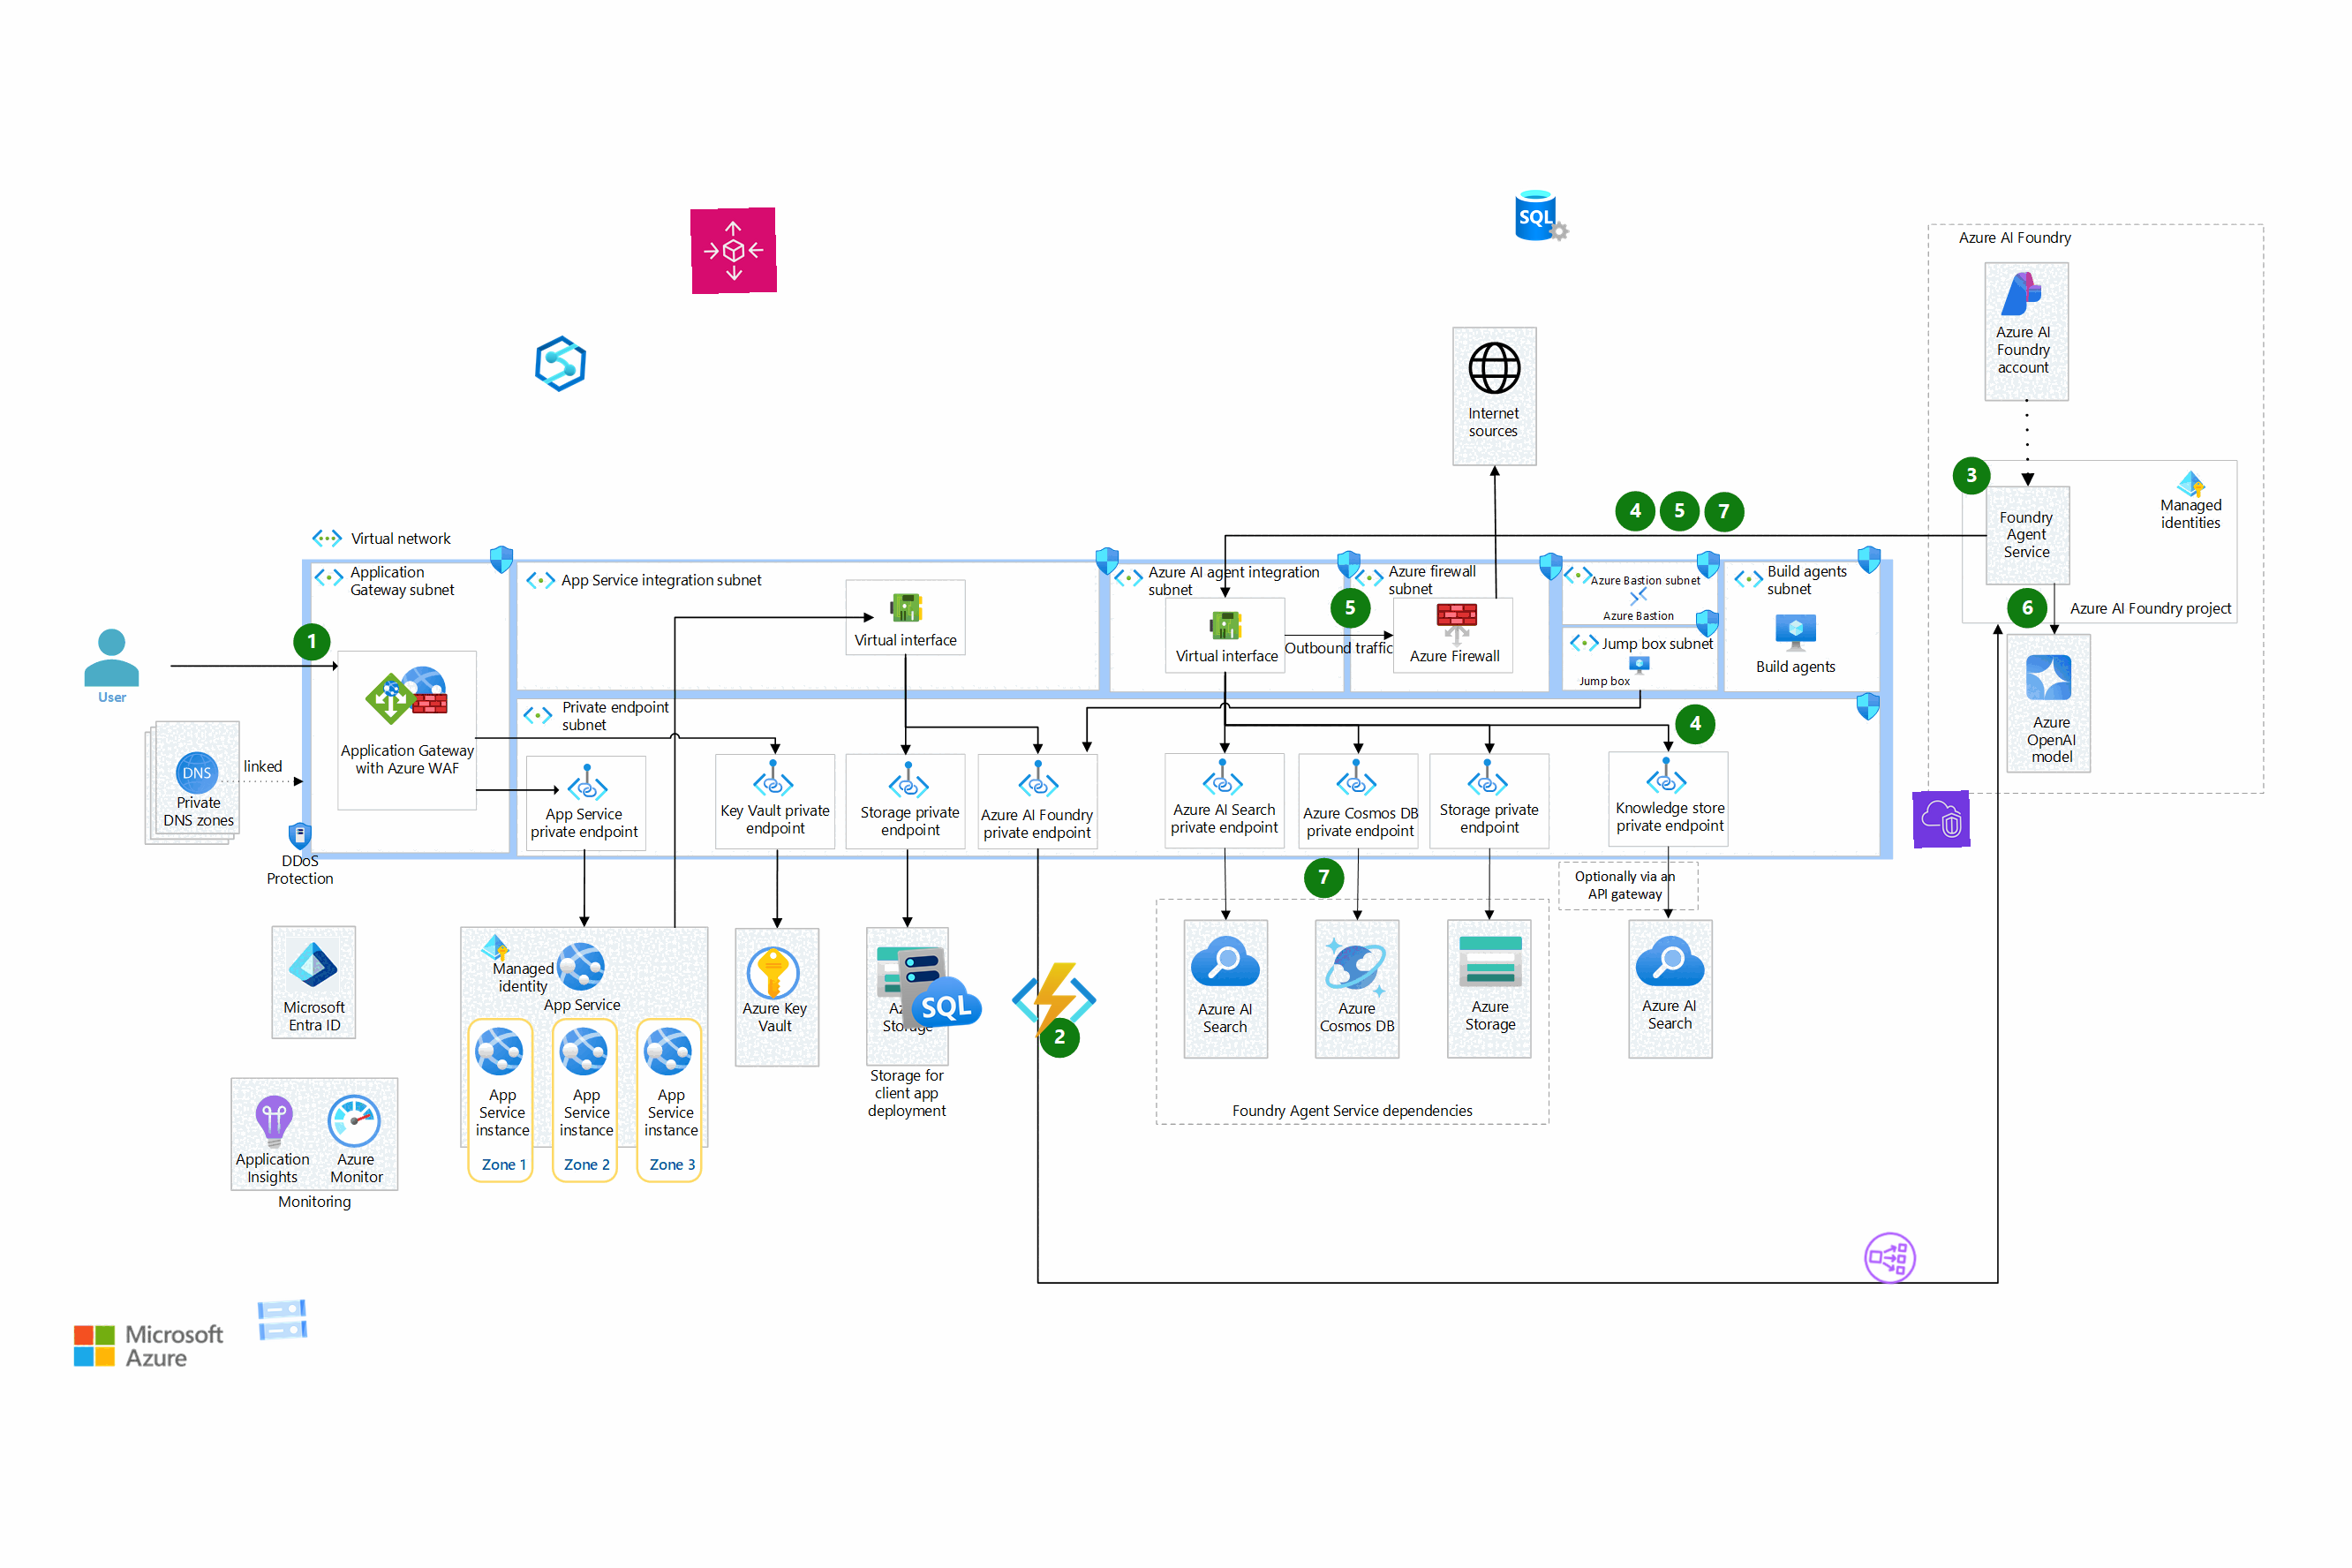 SQL
Azure AI Foundry
Azure AI
Foundry
account
Internet
sources
3
Managed
identities
4
5
7
Foundry
Agent
Service
Virtual network
Application
Gateway subnet
App Service integration subnet
Azure AI agent integration
subnet
Azure firewall
subnet
Azure Bastion subnet
Azure Bastion
Build agents
subnet
5
6
Azure AI Foundry project
1
Virtual interface
Virtual interface
Outbound traffic
Azure Firewall
Jump box subnet
Jump box
Build agents
User
Private endpoint
subnet
4
Azure
OpenAI
model
Application Gateway
with Azure WAF
DNS
linked
Private
DNS zones
App Service
private endpoint
Key Vault private
endpoint
Storage private
endpoint
Azure AI Foundry
private endpoint
Azure AI Search
private endpoint
Azure Cosmos DB
private endpoint
Storage private
endpoint
Knowledge store
private endpoint
DDoS
Protection
7
Optionally via an
API gateway
Microsoft
Entra ID
Managed
identity
App Service
Azure Key
Vault
SQL
2
Azure AI
Search
Azure
Cosmos DB
Azure
Storage
Azure AI
Search
App
Service
instance
App
Service
instance
App
Service
instance
Zone 1
Zone 2
Zone 3
Storage for
client app
deployment
Foundry Agent Service dependencies
Application
Insights
Azure
Monitor
Monitoring
Microsoft
Azure